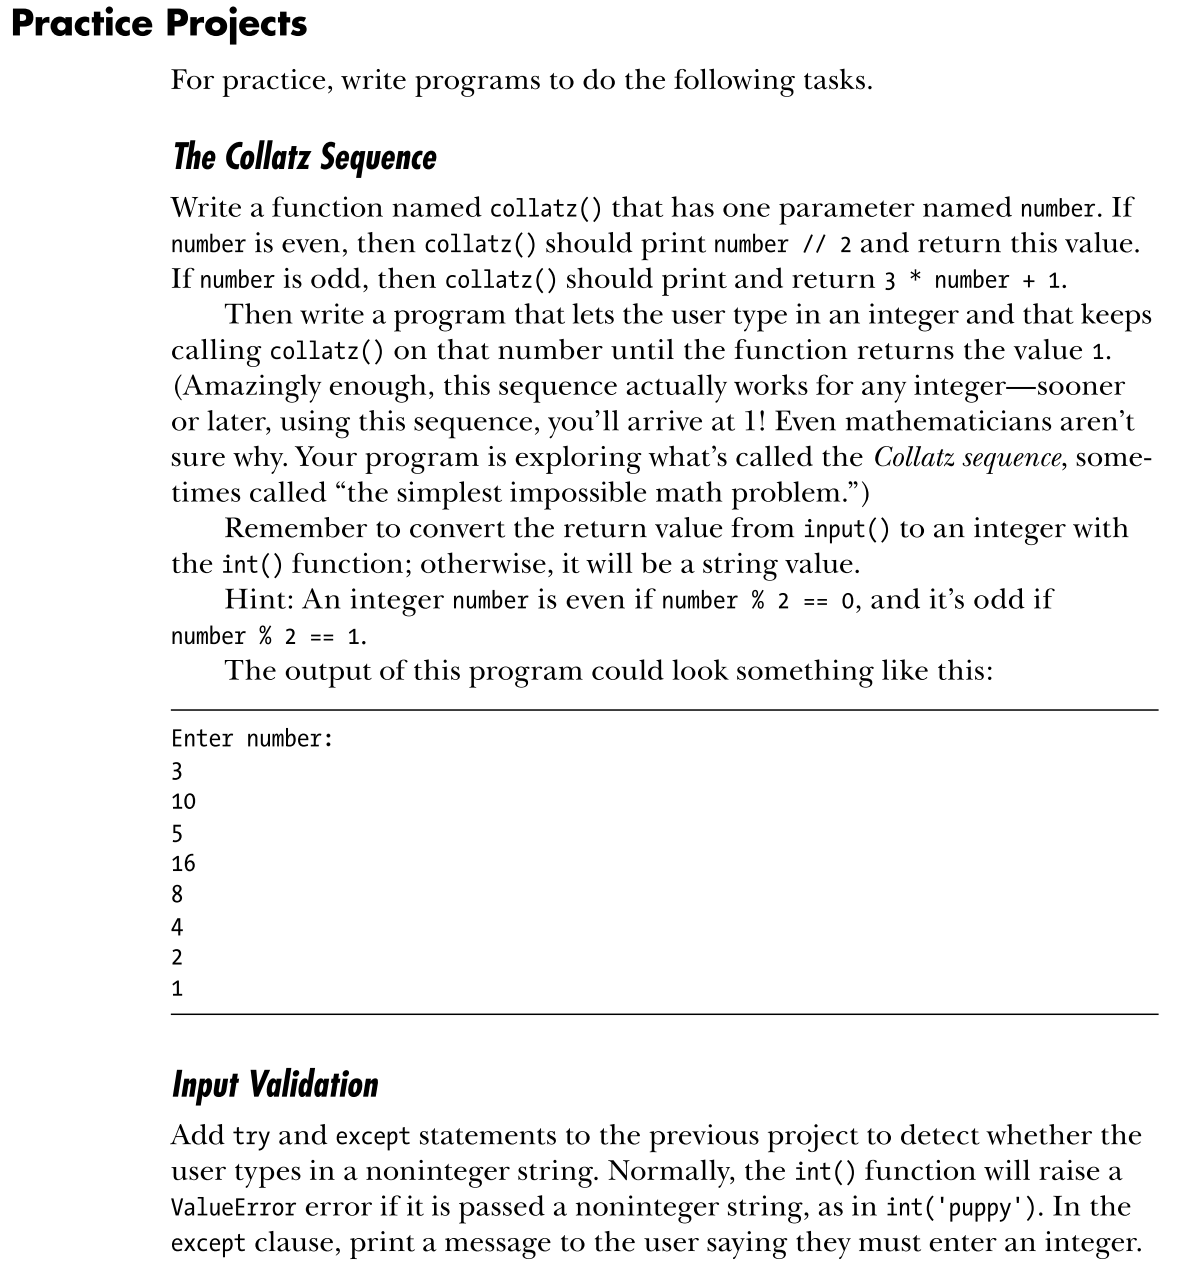 Practice Projects
For practice, write programs to do the following tasks.
The Collatz Sequence
Write a function named collatz() that has one parameter named number. If
number is even, then collatz() should print number // 2 and return this value.
If number is odd, then collatz() should print and return 3 * number + 1.
Then write a program that lets the user type in an integer and that keeps
calling collatz() on that number until the function returns the value 1.
(Amazingly enough, this sequence actually works for any integer—sooner
or later, using this sequence, you’ll arrive at 1! Even mathematicians aren’t
sure why. Your program is exploring what’s called the Collatz sequence, some-
times called “the simplest impossible math problem.”)
Remember to convert the return value from input() to an integer with
the int() function; otherwise, it will be a string value.
Hint: An integer number is even if number % 2 == 0, and it’s odd if
number % 2 == 1.
The output of this program could look something like this:
Enter number:
3
10
5
16
8
4
2
1
Input Validation
Add try and except statements to the previous project to detect whether the
user types in a noninteger string. Normally, the int() function will raise a
ValueError error if it is passed a noninteger string, as in int('puppy'). In the
except clause, print a message to the user saying they must enter an integer.